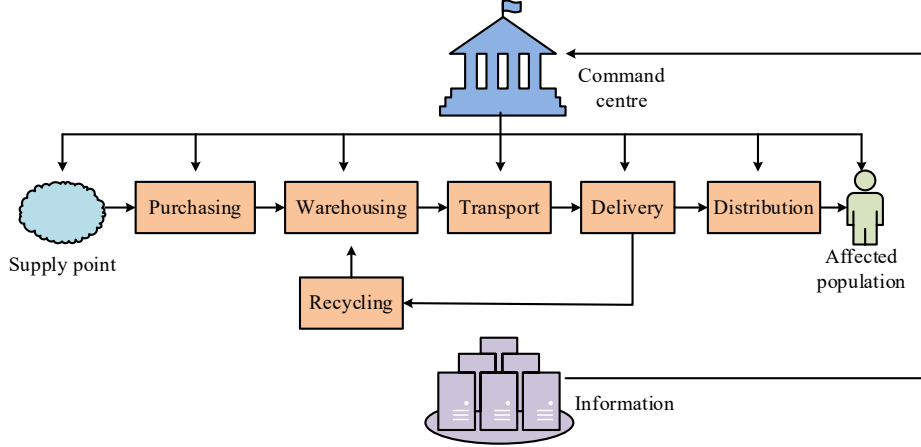 Command
centre
Purchasing
Warehousing
Transport
Delivery
Distribution
Supply point
Affected
population
Recycling
Information